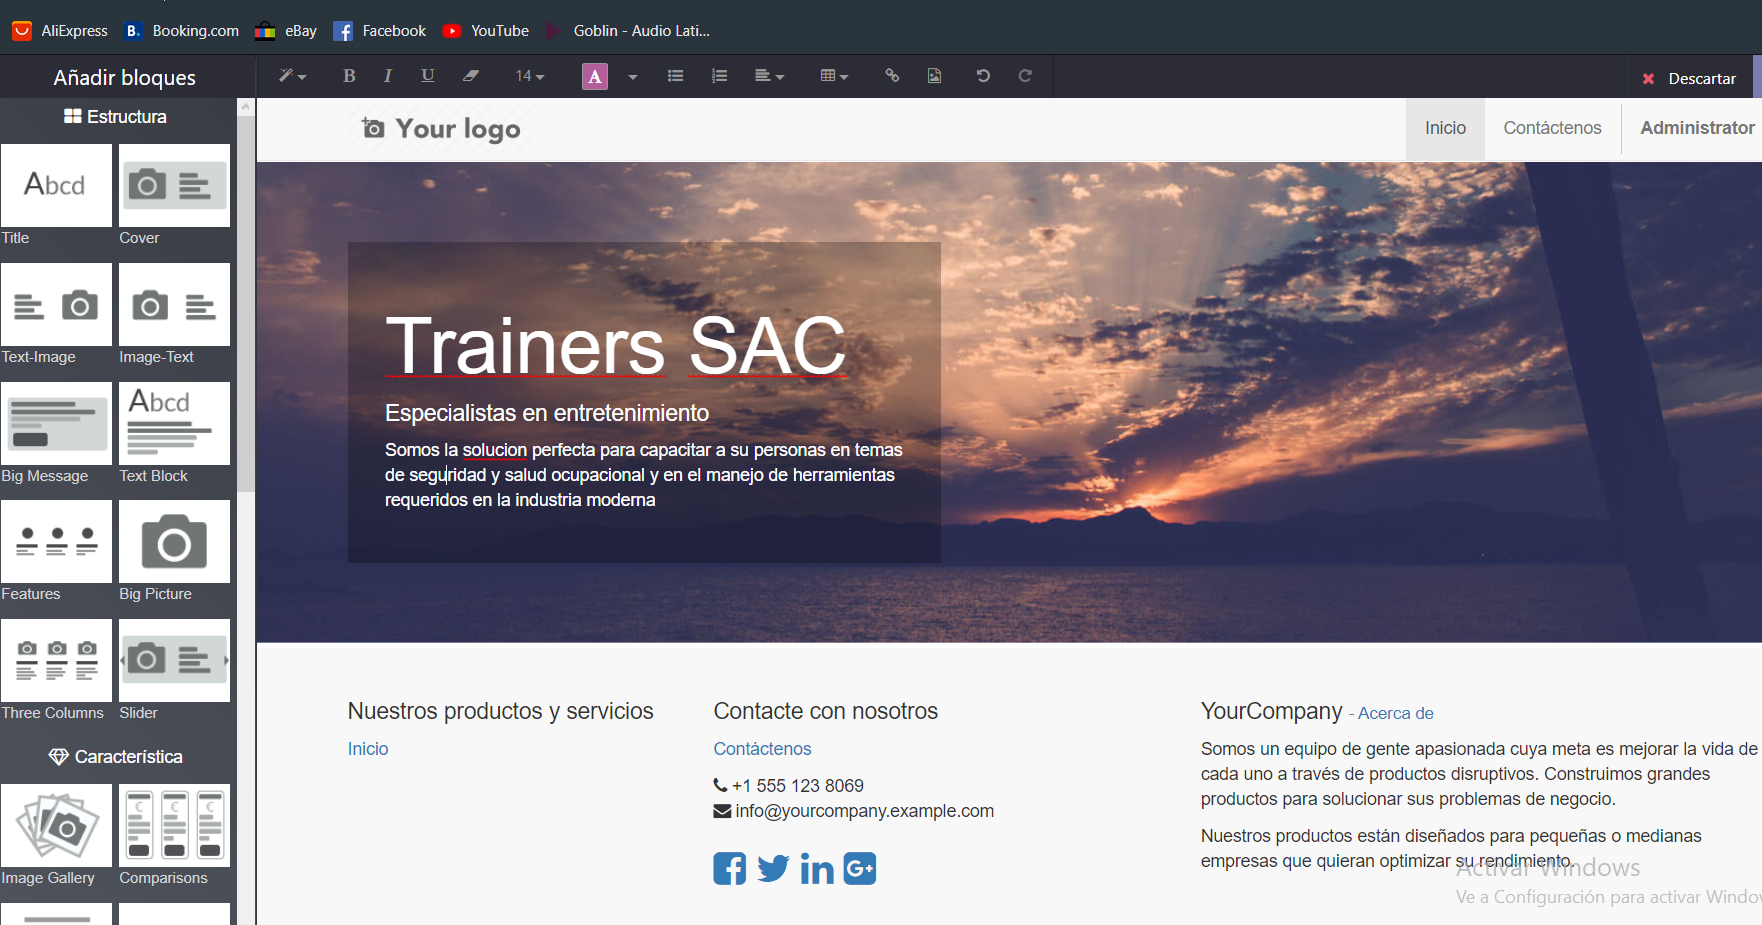 AliExpress B. Booking.com eBay Facebook YouTube Goblin - Audio Lati...
Añadir bloques
B I U 14 A
Descartar
Estructura
Abcd
Title
Cover
Text-Image
Image-Text
Abcd
Big Message
Text Block
Features
Big Picture
Three Columns
Slider
Característica
€ € €
Image Gallery
Comparisons
Your logo
Inicio Contáctenos Administrator
Trainers SAC
Especialistas en entretenimiento
Somos la solucion perfecta para capacitar a su personas en temas
de seguridad y salud ocupacional y en el manejo de herramientas
requeridos en la industria moderna
Nuestros productos y servicios
Inicio
Contacte con nosotros
Contáctenos
+1 555 123 8069
info@yourcompany.example.com
in G+
YourCompany - Acerca de
Somos un equipo de gente apasionada cuya meta es mejorar la vida de
cada uno a través de productos disruptivos. Construimos grandes
productos para solucionar sus problemas de negocio.
Nuestros productos están diseñados para pequeñas o medianas
empresas que quieran optimizar su rendimiento.
Activar Windows
Ve a Configuración para activar Windo